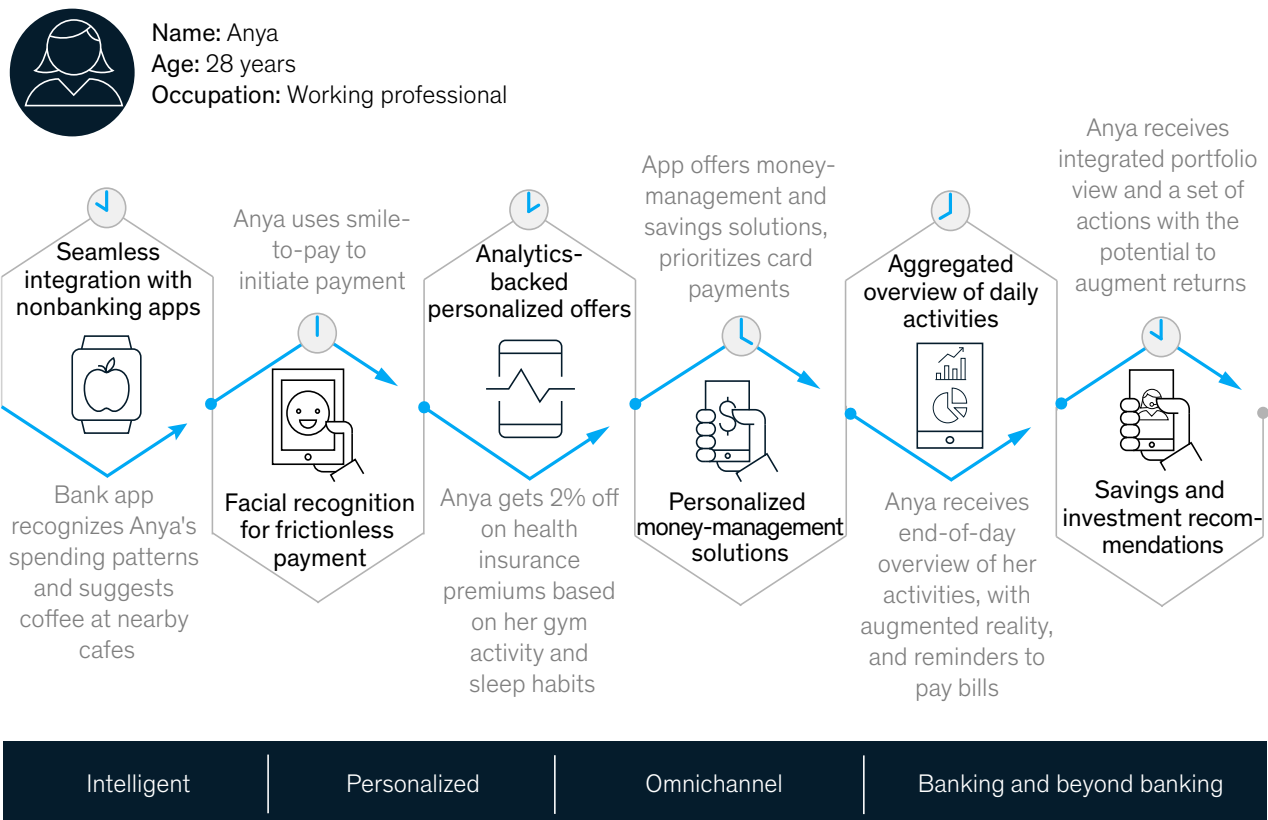 Name: Anya
Age: 28 years
Occupation: Working professional
Seamless
integration with
nonbanking apps
Bank app
recognizes Anya's
spending patterns
and suggests
coffee at nearby
cafes
Anya uses smile-
to-pay to
initiate payment
Facial recognition
for frictionless
payment
Analytics-
backed
personalized offers
Anya gets 2% off
on health
insurance
premiums based
on her gym
activity and
sleep habits
App offers money-
management and
savings solutions,
prioritizes card
payments
$
Personalized
money-management
solutions
Aggregated
overview of daily
activities
Anya receives
end-of-day
overview of her
activities, with
augmented reality,
and reminders to
pay bills
Anya receives
integrated portfolio
view and a set of
actions with the
potential to
augment returns
Savings and
investment recom-
mendations
Intelligent
Personalized
Omnichannel
Banking and beyond banking